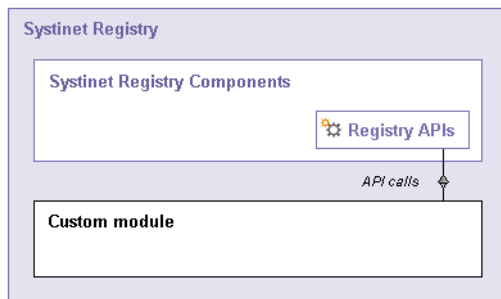 Systinet Registry
Systinet Registry Components
Registry APIs
API calls
Custom module